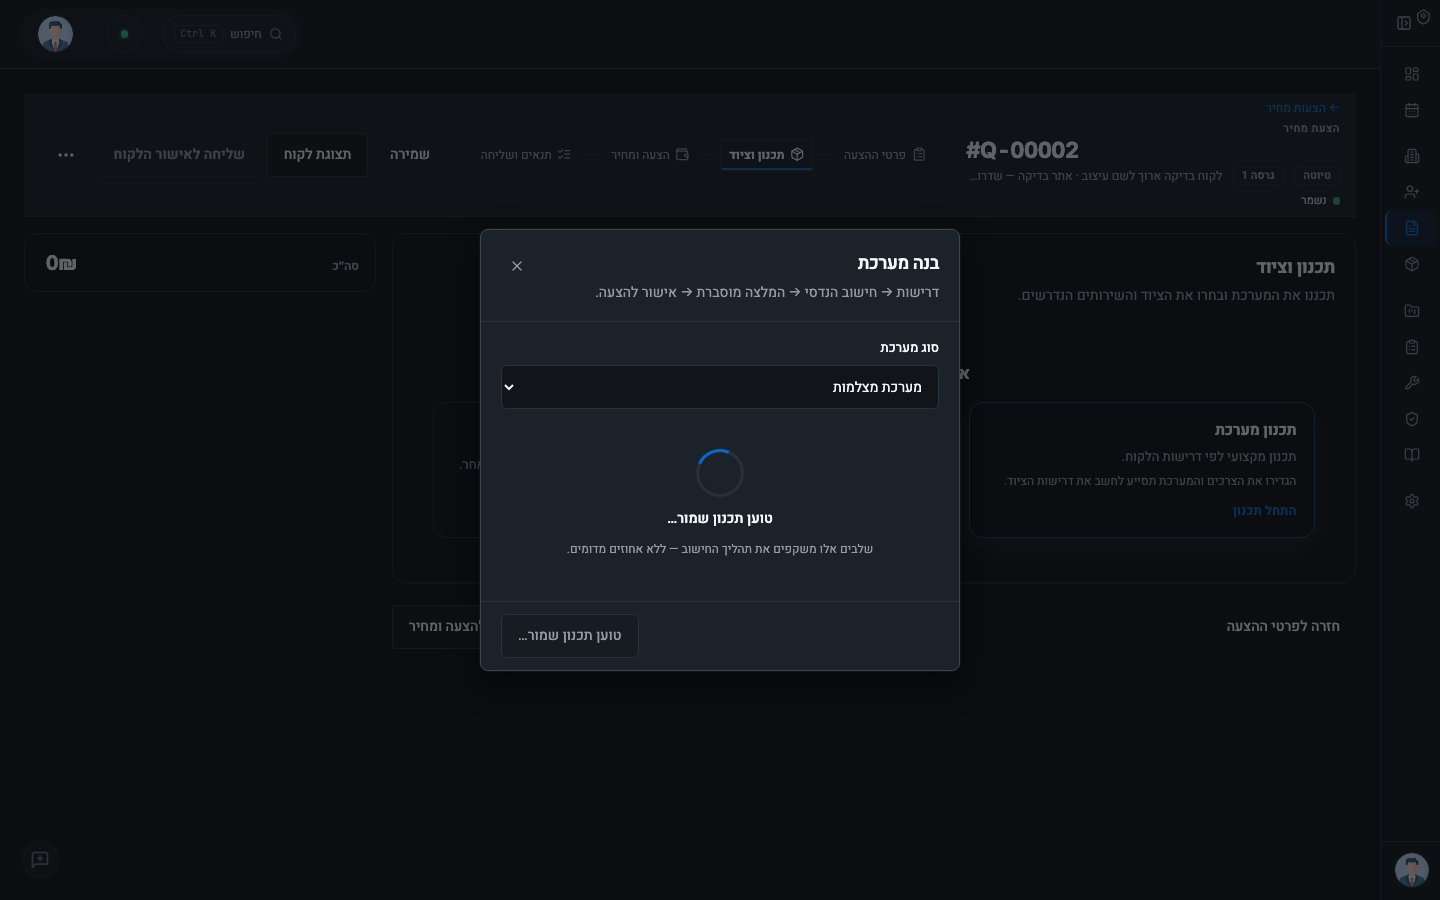 חיפוש
Ctrl K
← הצעות מחיר
הצעת מחיר
#Q-00002
טיוטה
גרסה 1
לקוח בדיקה ארוך לשם עיצוב · אתר בדיקה — שדרו...
נשמר
פרטי ההצעה
תכנון וציוד
הצעה ומחיר
תנאים ושליחה
שמירה
תצוגת לקוח
שליחה לאישור הלקוח
תכנון וציוד
תכננו את המערכת ובחרו את הציוד והשירותים הנדרשים.
סה״כ
₪0
תכנון מערכת
תכנון מקצועי לפי דרישות הלקוח.
הגדירו את הצרכים והמערכת תסייע לחשב את דרישות הציוד.
התחל תכנון
חזרה לפרטי ההצעה
להצעה ומחיר
בנה מערכת
דרישות → חישוב הנדסי → המלצה מוסברת → אישור להצעה.
סוג מערכת
מערכת מצלמות
טוען תכנון שמור…
שלבים אלו משקפים את תהליך החישוב — ללא אחוזים מדומים.
טוען תכנון שמור…